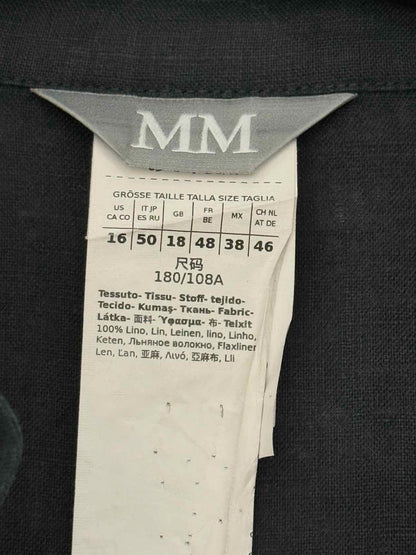 MM
GRÖSSE TAILLE TALLA SIZE TAGLIA
US CA CO IT JP ES RU GB FR BE MX CH NL AT DE
16 50 18 48 38 46
尺码
180/108A
Tessuto- Tissu- Stoff- tejido-
Tecido- Kumaş- Ткань- Fabric-
Látka- 面料- Ύφασμα- 布- Teixit
100% Lino, Lin, Leinen, lino, Linho,
Keten, Льняное волокно, Flaxliner
Len, Ľan, 亚麻, Λινό, 亞麻布, Lli